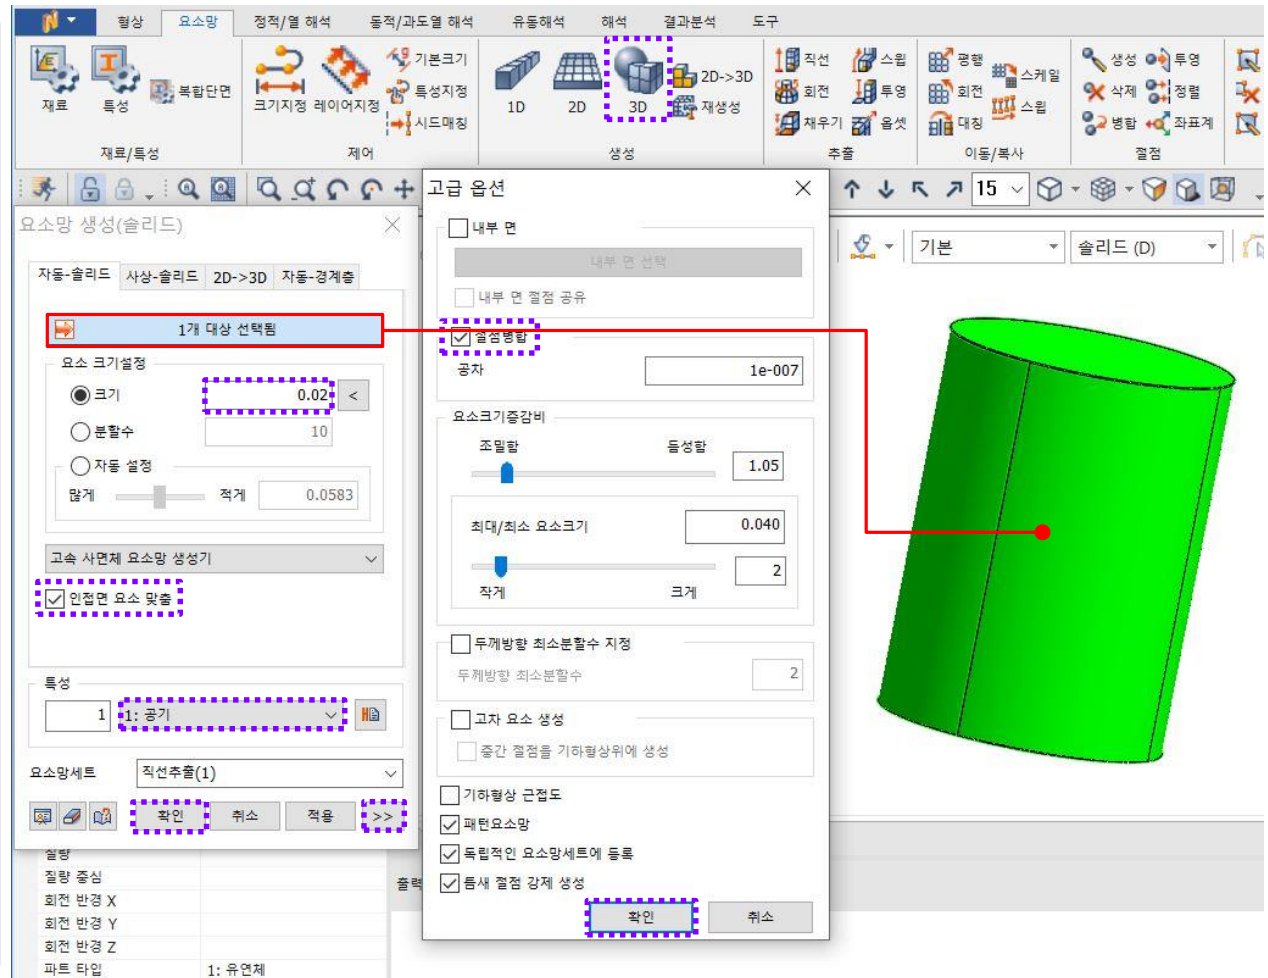 형상 요소망 정적/열 해석 동적/과도열 해석 유동해석 해석 결과분석 도구
재료 특성 복합단면
크기지정 레이어지정 기본크기 특성지정 시드매칭
1D 2D 3D 2D->3D 재생성
직선 스윕 회전 투영 채우기 옵셋
평행 회전 대칭 스케일 스윕
생성 투영 삭제 정렬 병합 좌표계
재료/특성 제어 생성 추출 이동/복사 절점
15
기본 솔리드 (D)
요소망 생성(솔리드)
자동-솔리드 사상-솔리드 2D->3D 자동-경계층
1개 대상 선택됨
요소 크기설정
크기 0.02 <
분할수 10
자동 설정
많게 적게 0.0583
고속 사면체 요소망 생성기
인접면 요소 맞춤
특성
1 1: 공기
요소망세트 직선추출(1)
확인 취소 적용 >>
질량
질량 중심
회전 반경 X
회전 반경 Y
회전 반경 Z
파트 타입 1: 유연체
출력
고급 옵션
내부 면
내부 면 선택
내부 면 절점 공유
절점병합
공차 1e-007
요소크기증감비
조밀함 듬성함 1.05
최대/최소 요소크기 0.040
2
작게 크게
두께방향 최소분할수 지정
두께방향 최소분할수 2
고차 요소 생성
중간 절점을 기하형상위에 생성
기하형상 근접도
패턴요소망
독립적인 요소망세트에 등록
틈새 절점 강제 생성
확인 취소